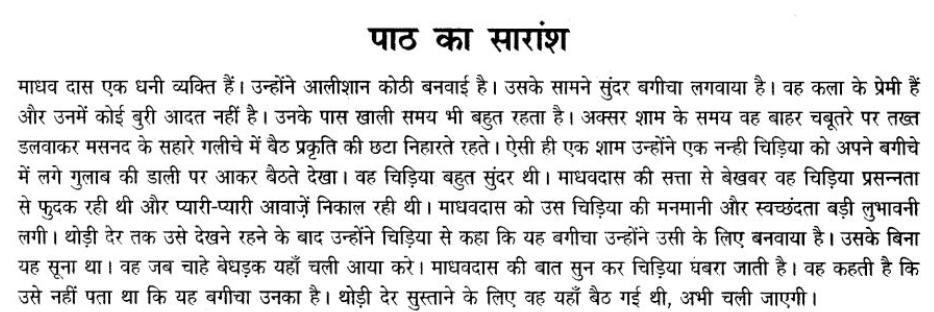 पाठ का सारांश
माधव दास एक धनी व्यक्ति हैं। उन्होंने आलीशान कोठी बनवाई है। उसके सामने सुंदर बगीचा लगवाया है। वह कला के प्रेमी हैं
और उनमें कोई बुरी आदत नहीं है। उनके पास खाली समय भी बहुत रहता है। अक्सर शाम के समय वह बाहर चबूतरे पर तख्त
डलवाकर मसनद के सहारे गलीचे में बैठ प्रकृति की छटा निहारते रहते। ऐसी ही एक शाम उन्होंने एक नन्ही चिड़िया को अपने बगीचे
में लगे गुलाब की डाली पर आकर बैठते देखा। वह चिड़िया बहुत सुंदर थी। माधवदास की सत्ता से बेखबर वह चिड़िया प्रसन्नता
से फुदक रही थी और प्यारी-प्यारी आवाज़ें निकाल रही थी। माधवदास को उस चिड़िया की मनमानी और स्वच्छंदता बड़ी लुभावनी
लगी। थोड़ी देर तक उसे देखने रहने के बाद उन्होंने चिड़िया से कहा कि यह बगीचा उन्होंने उसी के लिए बनवाया है। उसके बिना
यह सूना था। वह जब चाहे बेधड़क यहाँ चली आया करे। माधवदास की बात सुन कर चिड़िया घबरा जाती है। वह कहती है कि
उसे नहीं पता था कि यह बगीचा उनका है। थोड़ी देर सुस्ताने के लिए वह यहाँ बैठ गई थी, अभी चली जाएगी।